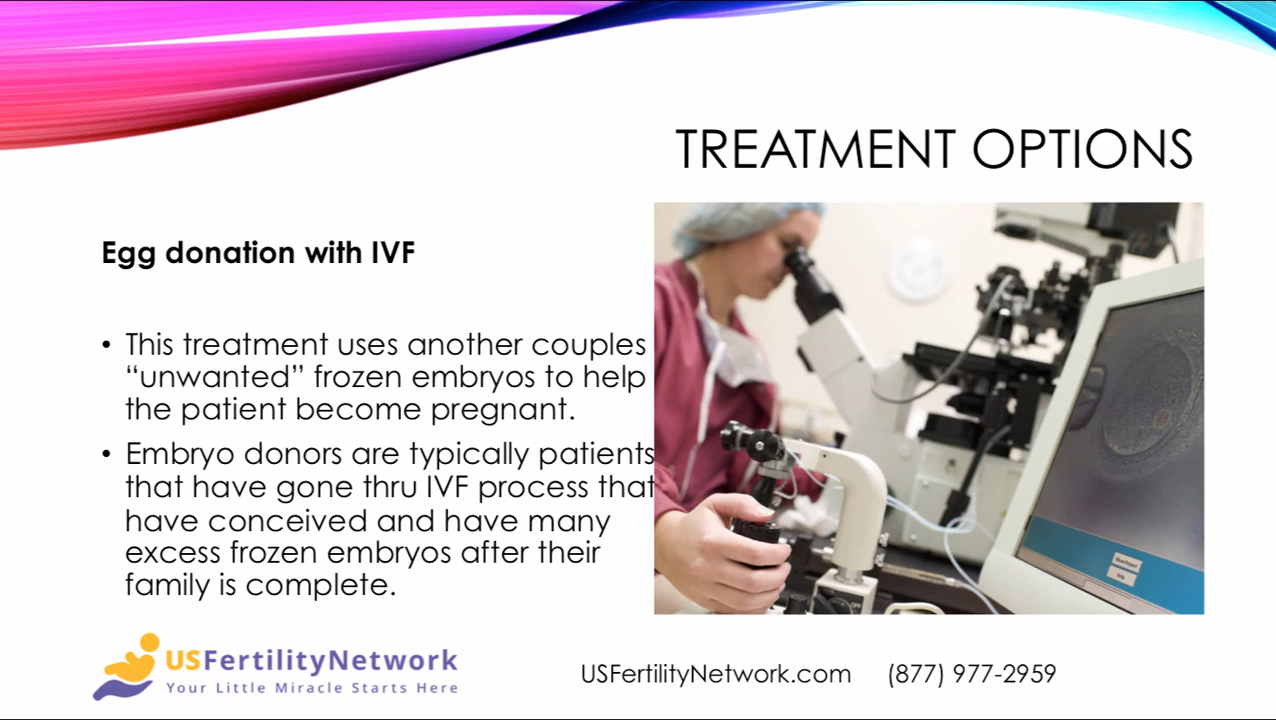 TREATMENT OPTIONS
Egg donation with IVF
• This treatment uses another couples
“unwanted” frozen embryos to help
the patient become pregnant.
• Embryo donors are typically patients
that have gone thru IVF process that
have conceived and have many
excess frozen embryos after their
family is complete.
USFertilityNetwork
Your Little Miracle Starts Here
USFertilityNetwork.com (877) 977-2959
OFF
Help